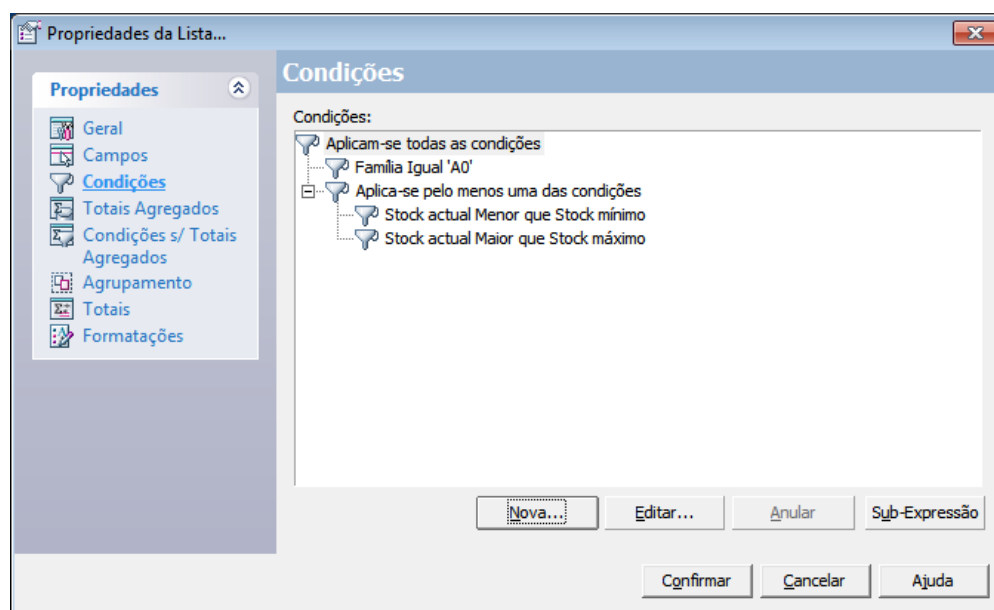 Propriedades da Lista...
Propriedades
Geral
Campos
Condições
Totais Agregados
Condições s/ Totais
Agregados
Agrupamento
Totais
Formatações
Condições
Condições:
Aplicam-se todas as condições
Família Igual 'A0'
Aplica-se pelo menos uma das condições
Stock actual Menor que Stock mínimo
Stock actual Maior que Stock máximo
Nova...
Editar...
Anular
Sub-Expressão
Confirmar
Cancelar
Ajuda